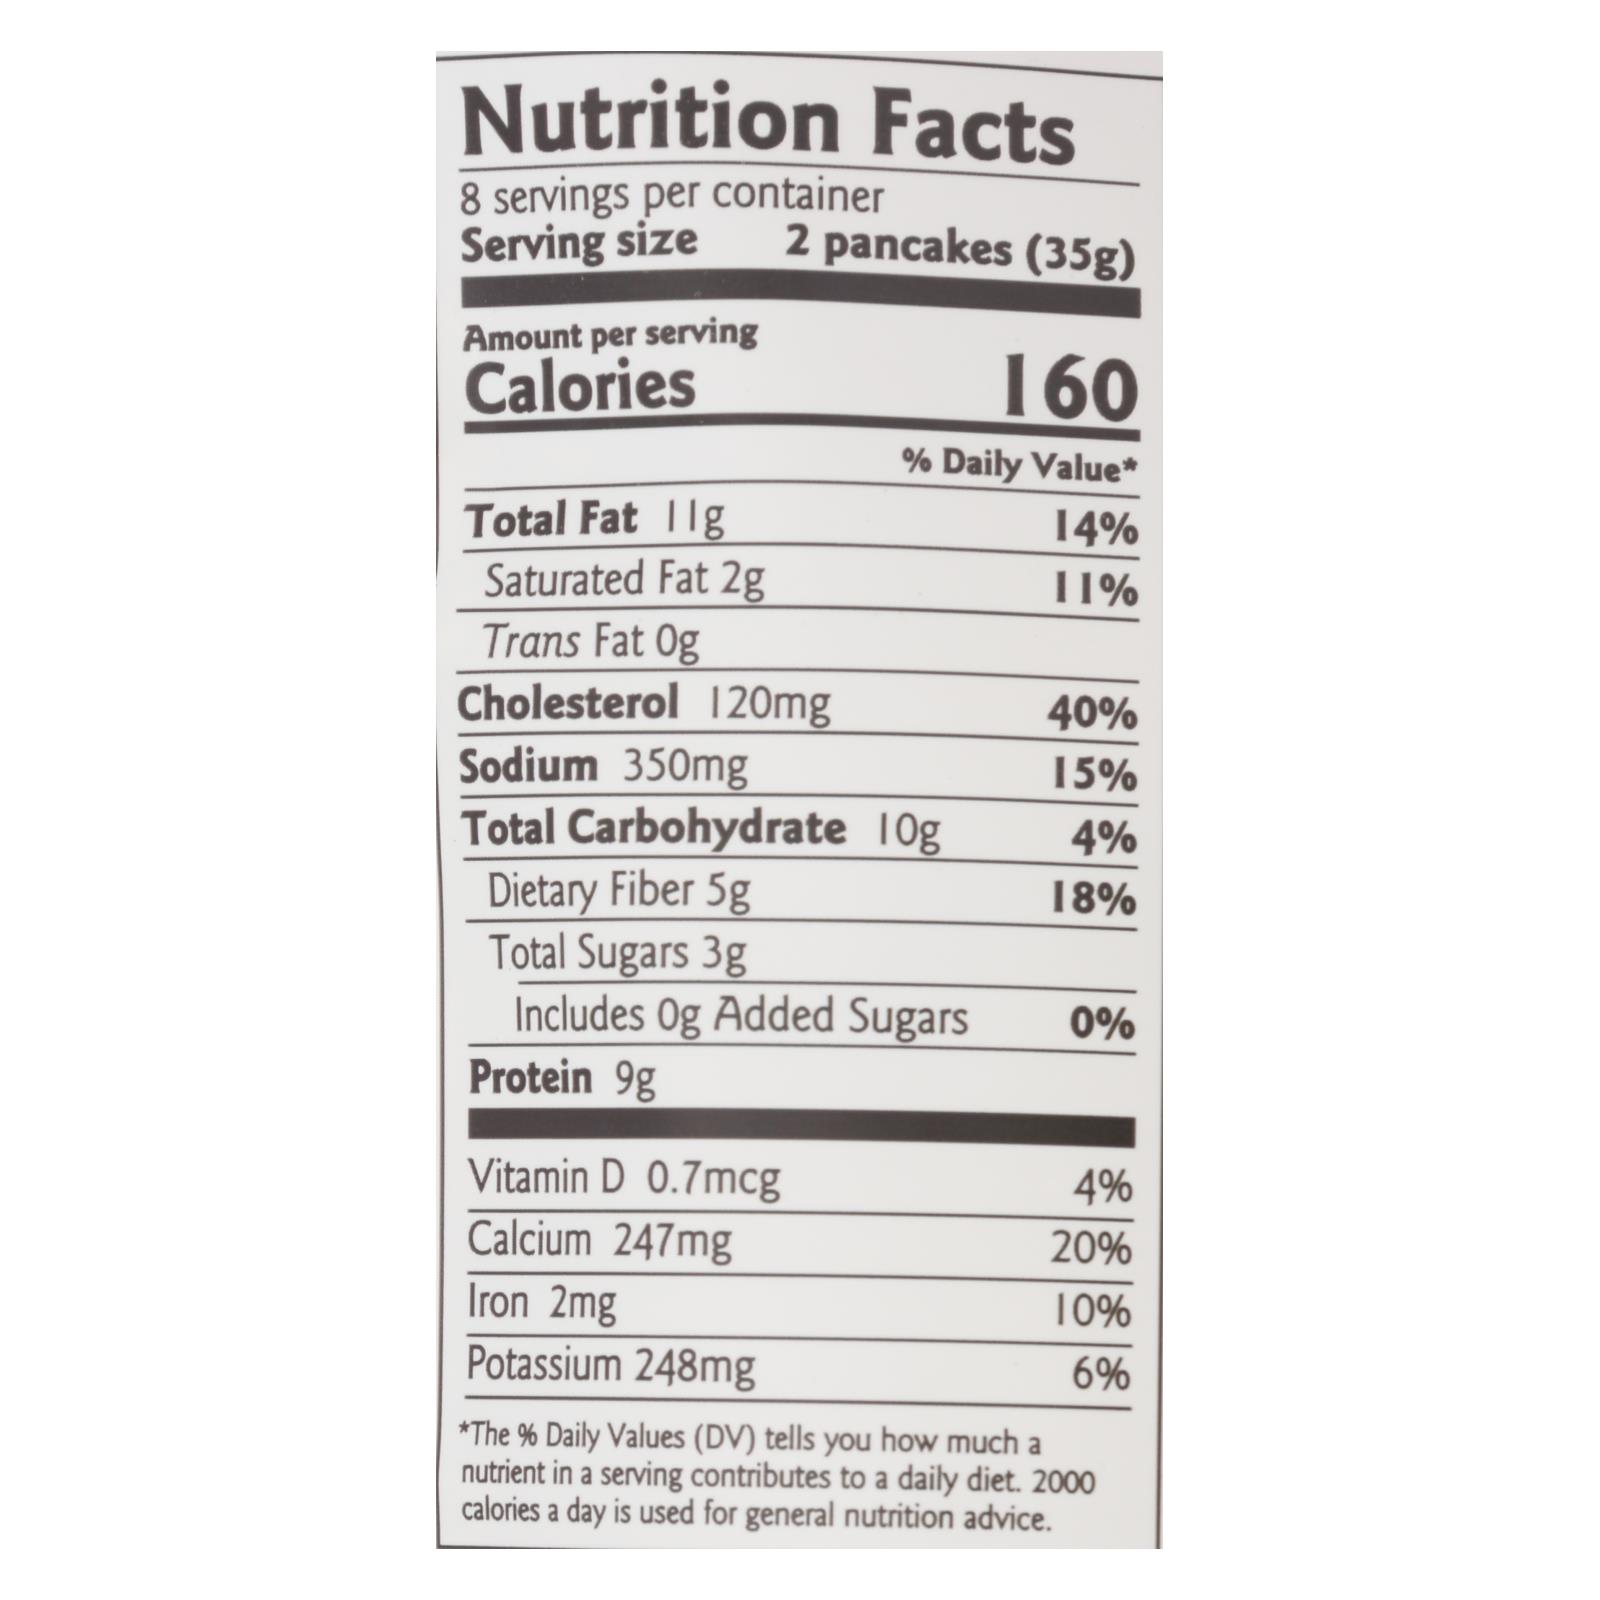 Nutrition Facts
8 servings per container
Serving size 2 pancakes (35g)
Amount per serving
Calories 160
% Daily Value*
Total Fat 11g 14%
Saturated Fat 2g 11%
Trans Fat 0g
Cholesterol 120mg 40%
Sodium 350mg 15%
Total Carbohydrate 10g 4%
Dietary Fiber 5g 18%
Total Sugars 3g
Includes 0g Added Sugars 0%
Protein 9g
Vitamin D 0.7mcg 4%
Calcium 247mg 20%
Iron 2mg 10%
Potassium 248mg 6%
*The % Daily Values (DV) tells you how much a
nutrient in a serving contributes to a daily diet. 2000
calories a day is used for general nutrition advice.